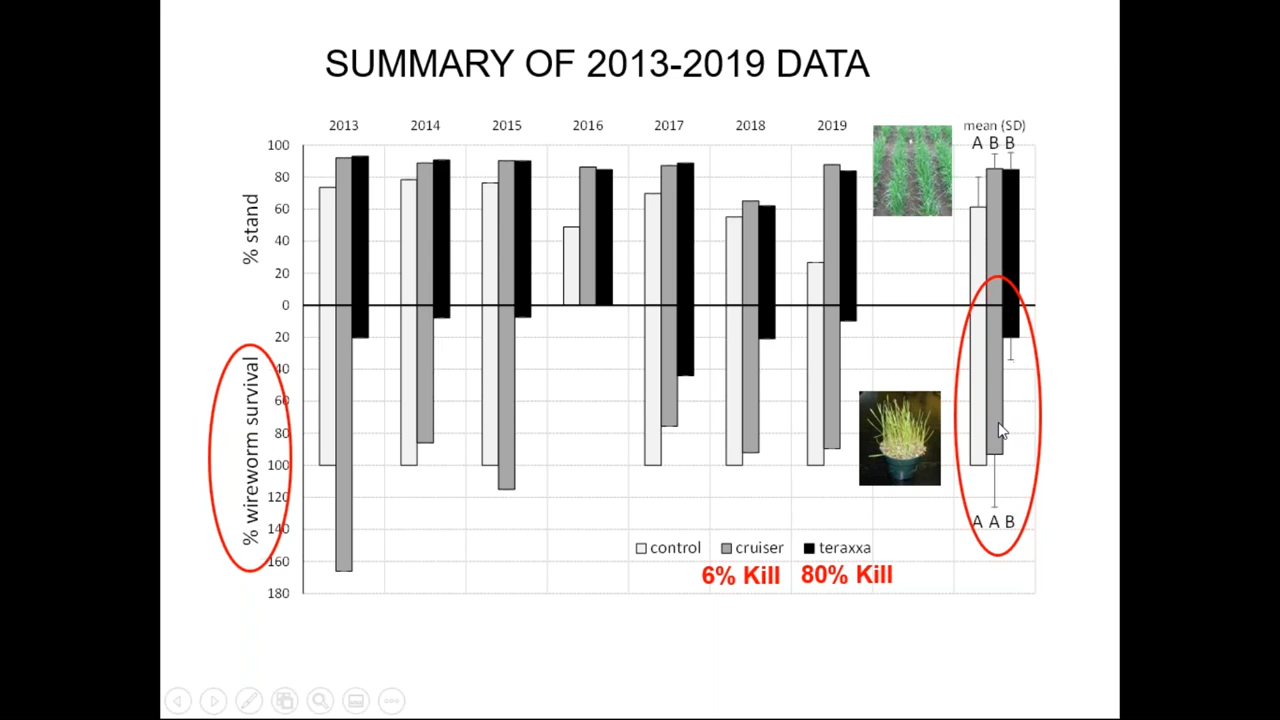 SUMMARY OF 2013-2019 DATA
2013 2014 2015 2016 2017 2018 2019 mean (SD)
A B B
100
80
60
40
20
0
20
40
60
80
100
120
140
160
180
% stand
% wireworm survival
A A B
control cruiser teraxxa
6% Kill 80% Kill